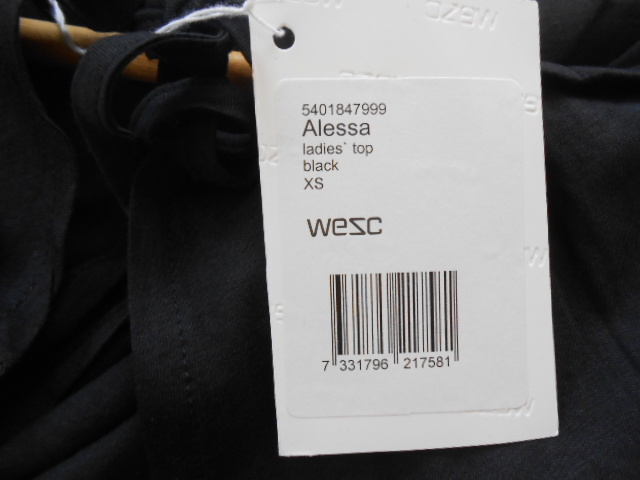 5401847999
Alessa
ladies` top
black
XS
wesc
7 331796 217581